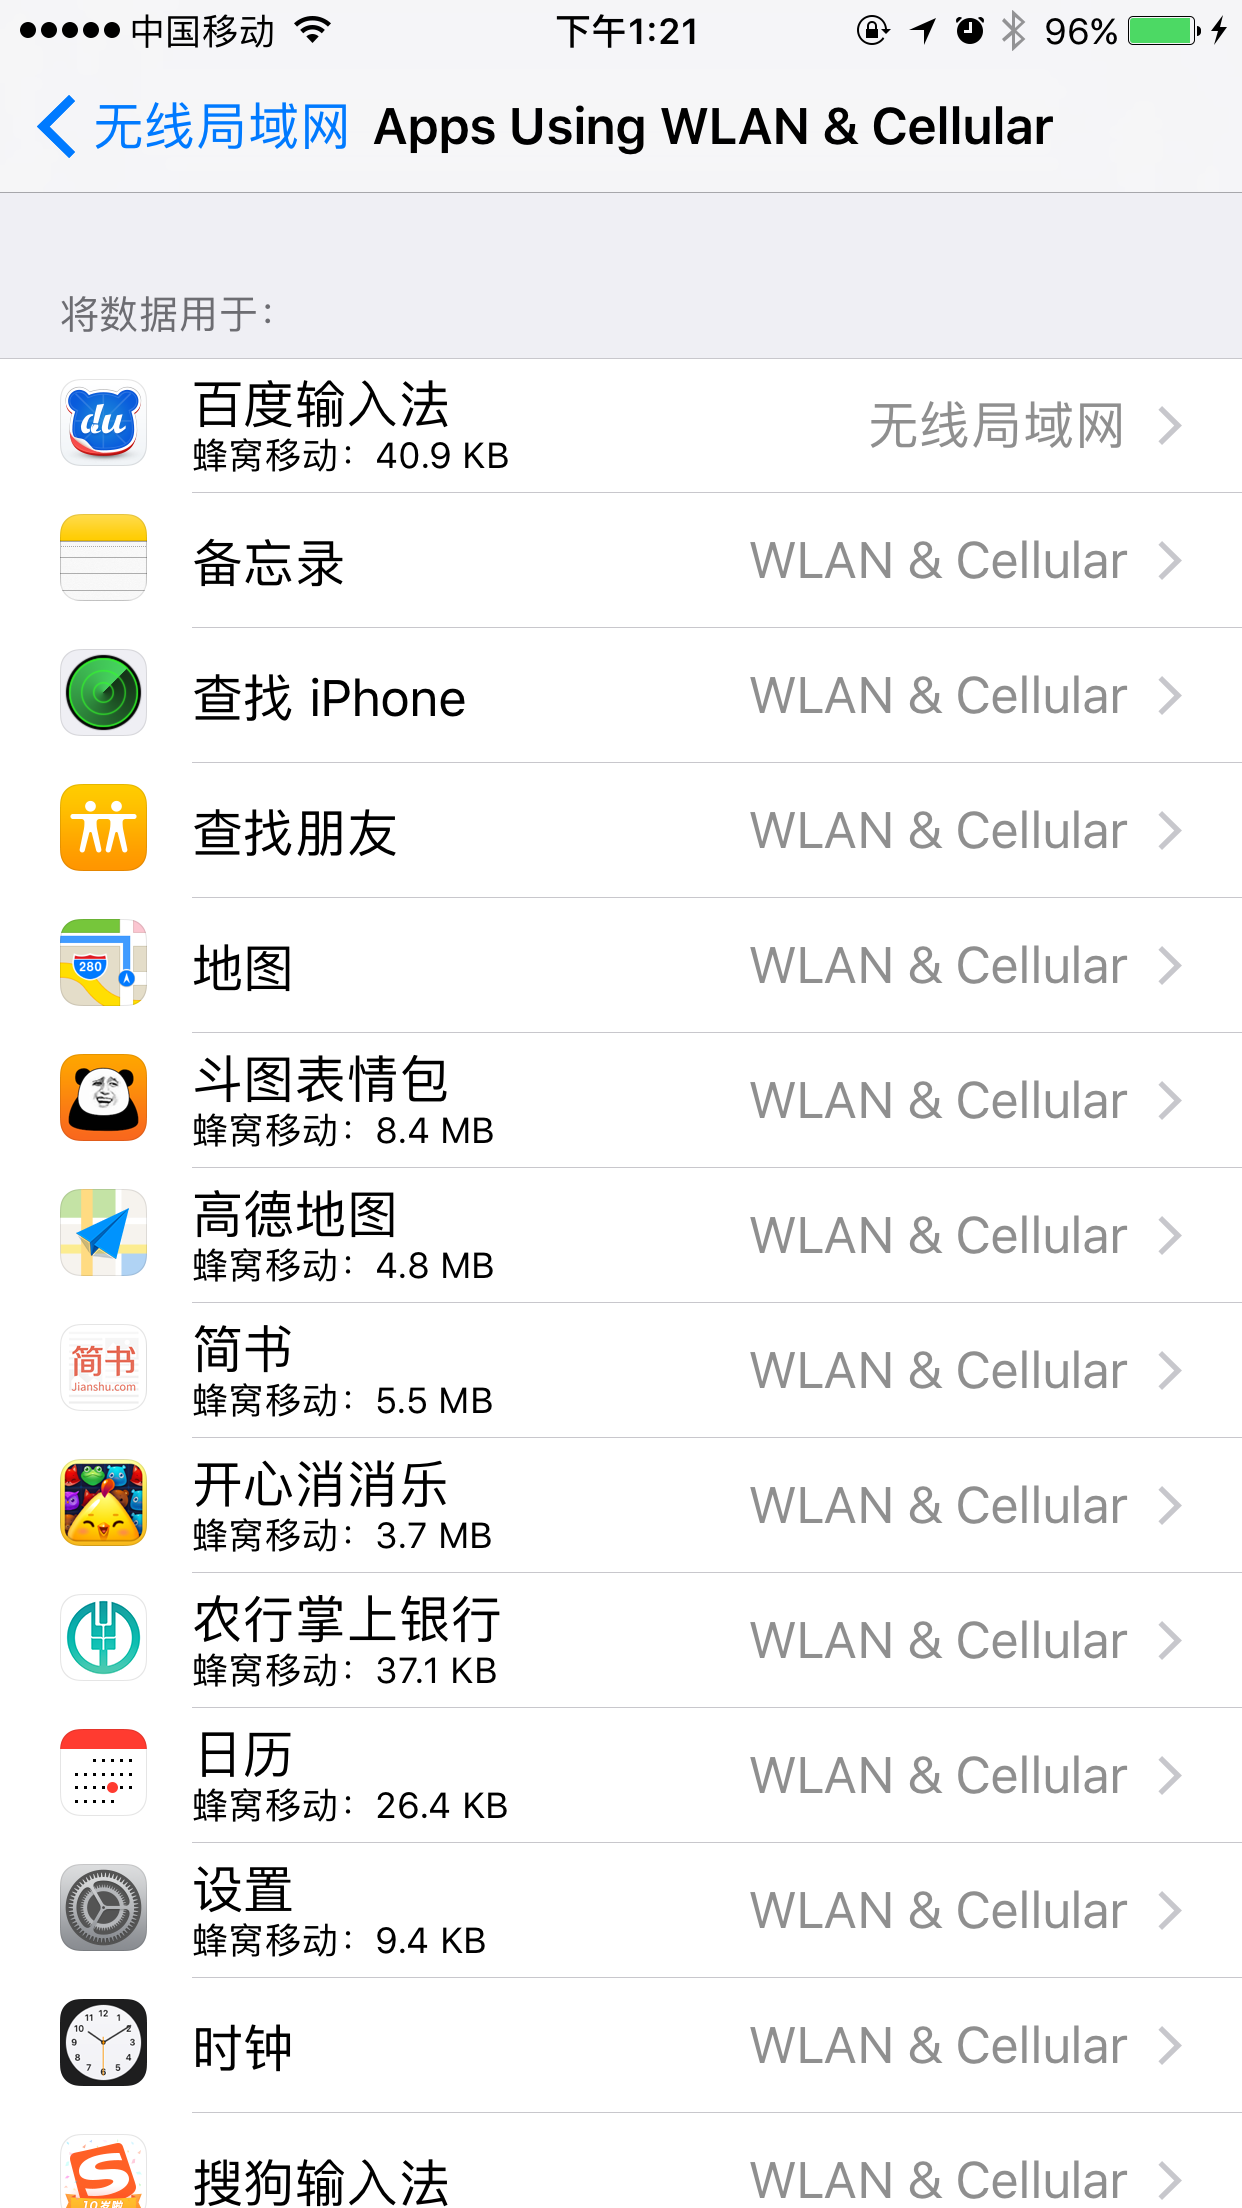 中国移动 下午1:21 96%
无线局域网 Apps Using WLAN & Cellular
将数据用于：
du 百度输入法 无线局域网
蜂窝移动：40.9 KB
备忘录 WLAN & Cellular
查找 iPhone WLAN & Cellular
查找朋友 WLAN & Cellular
280 地图 WLAN & Cellular
斗图表情包 WLAN & Cellular
蜂窝移动：8.4 MB
高德地图 WLAN & Cellular
蜂窝移动：4.8 MB
简书 Jianshu.com 简书 WLAN & Cellular
蜂窝移动：5.5 MB
开心消消乐 WLAN & Cellular
蜂窝移动：3.7 MB
农行掌上银行 WLAN & Cellular
蜂窝移动：37.1 KB
日历 WLAN & Cellular
蜂窝移动：26.4 KB
设置 WLAN & Cellular
蜂窝移动：9.4 KB
12 1 2 3 4 5 6 7 8 9 10 11 时钟 WLAN & Cellular
S 10岁啦 搜狗输入法 WLAN & Cellular